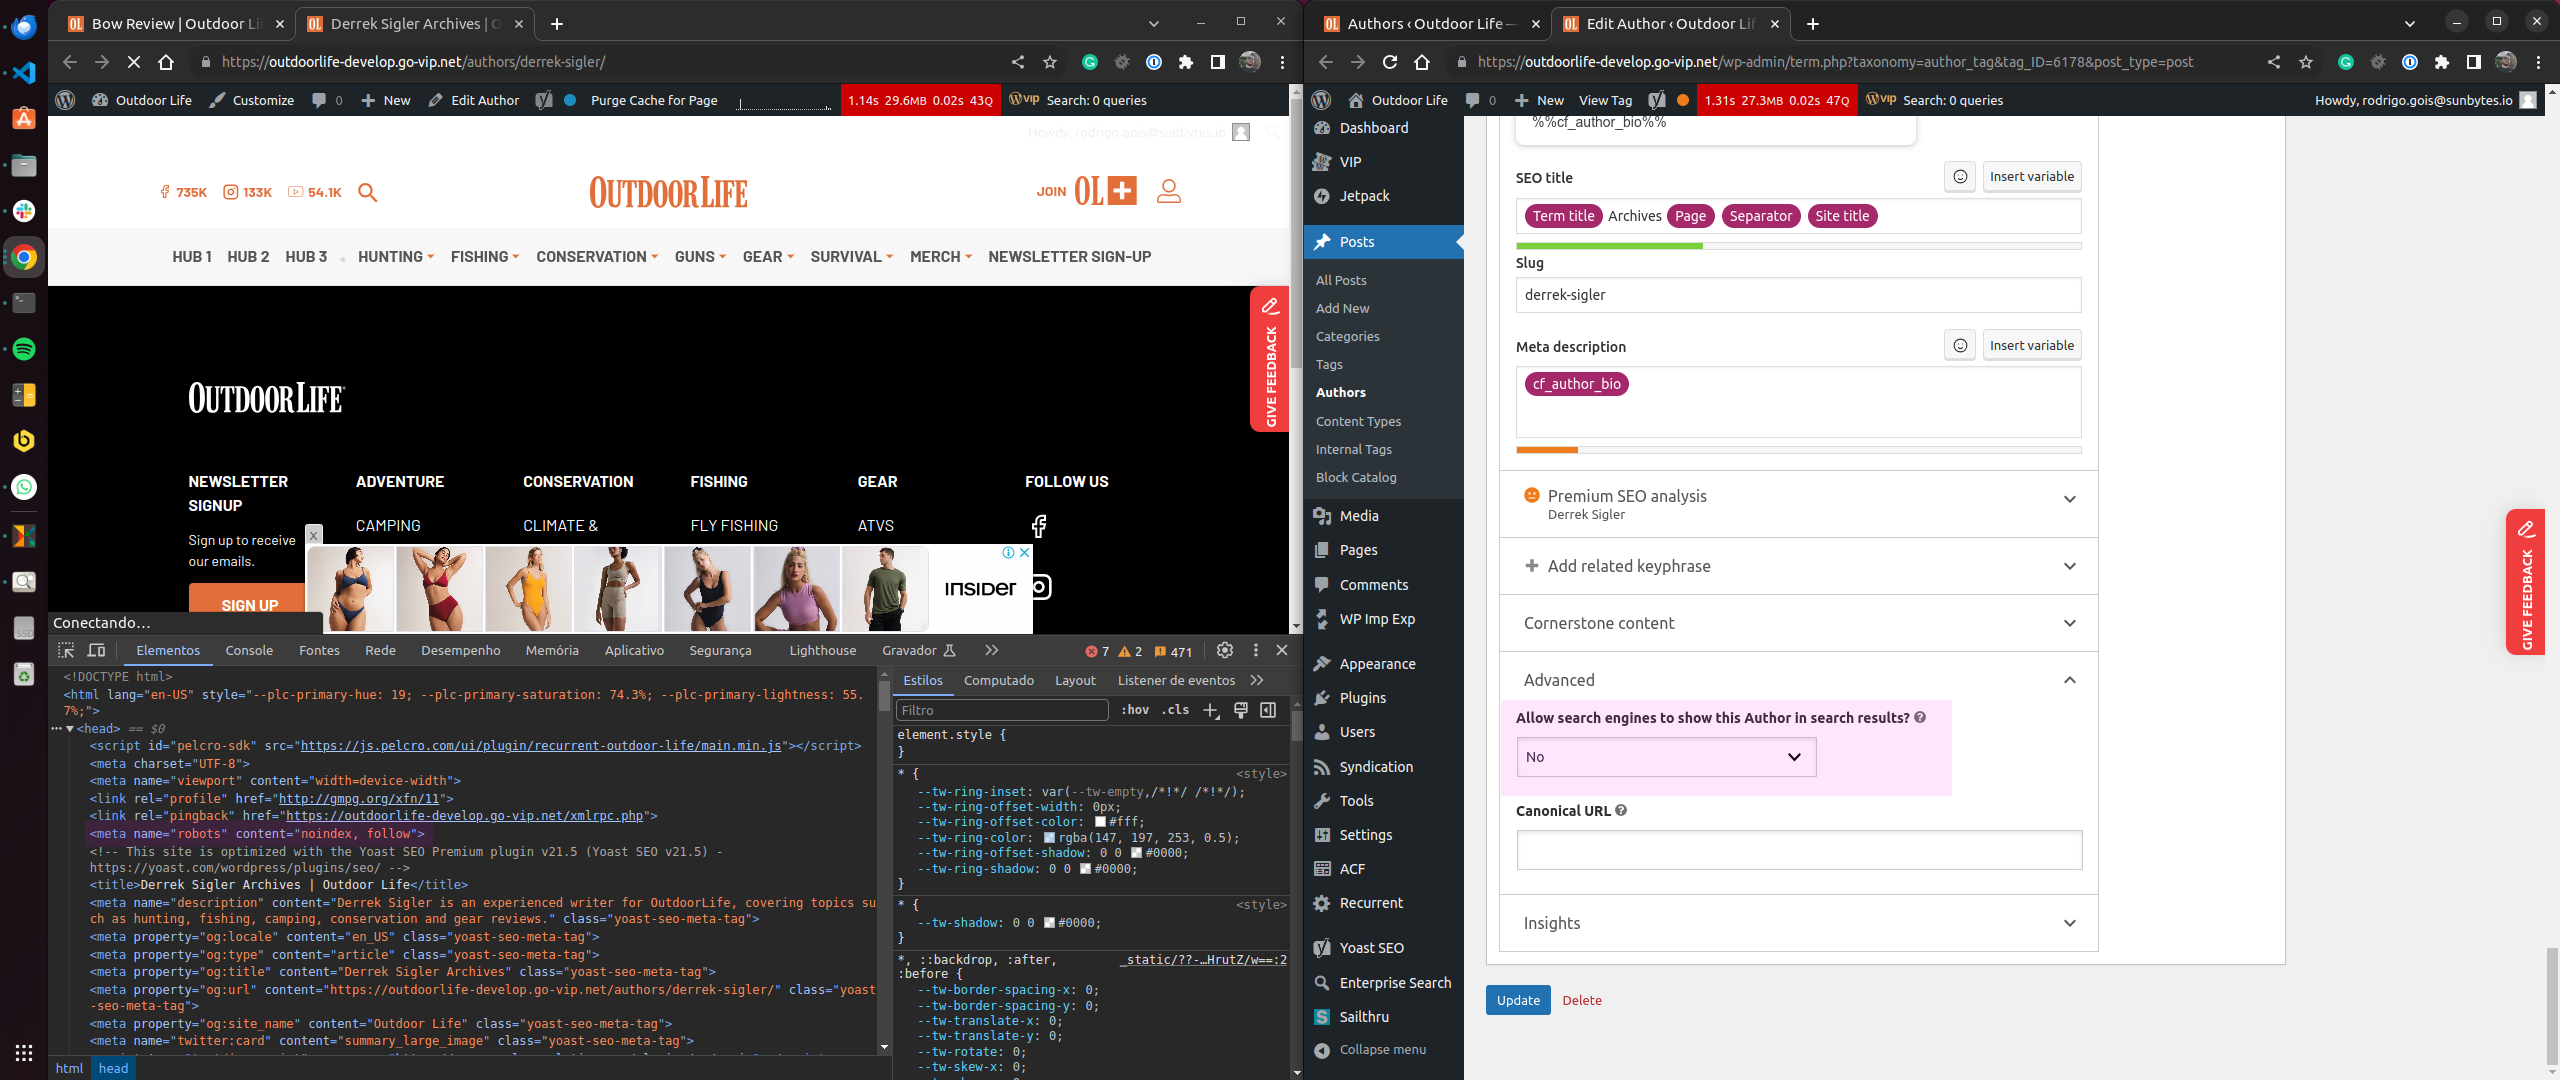 Bow Review | Outdoor Li
Derrek Sigler Archives | O
https://outdoorlife-develop.go-vip.net/authors/derrek-sigler/
Outdoor Life
Customize
0
New
Edit Author
Purge Cache for Page
1.14s 29.6MB 0.02s 43Q
vip Search: 0 queries
Howdy, rodrigo.gois@sunbytes.io
735K
133K
54.1K
OUTDOOR LIFE
JOIN OL+
HUB 1
HUB 2
HUB 3
HUNTING
FISHING
CONSERVATION
GUNS
GEAR
SURVIVAL
MERCH
NEWSLETTER SIGN-UP
GIVE FEEDBACK
OUTDOOR LIFE
NEWSLETTER
SIGNUP
Sign up to receive
our emails.
SIGN UP
ADVENTURE
CAMPING
CONSERVATION
CLIMATE &
FISHING
FLY FISHING
GEAR
ATVS
FOLLOW US
X
INSIDER
Conectando…
Elementos
Console
Fontes
Rede
Desempenho
Memória
Aplicativo
Segurança
Lighthouse
Gravador
7
2
471
<!DOCTYPE html>
<html lang="en-US" style="--plc-primary-hue: 19; --plc-primary-saturation: 74.3%; --plc-primary-lightness: 55.
7%;">
<head> == $0
<script id="pelcro-sdk" src="https://js.pelcro.com/ui/plugin/recurrent-outdoor-life/main.min.js"></script>
<meta charset="UTF-8">
<meta name="viewport" content="width=device-width">
<link rel="profile" href="http://gmpg.org/xfn/11">
<link rel="pingback" href="https://outdoorlife-develop.go-vip.net/xmlrpc.php">
<meta name="robots" content="noindex, follow">
<!-- This site is optimized with the Yoast SEO Premium plugin v21.5 (Yoast SEO v21.5) -
https://yoast.com/wordpress/plugins/seo/ -->
<title>Derrek Sigler Archives | Outdoor Life</title>
<meta name="description" content="Derrek Sigler is an experienced writer for OutdoorLife, covering topics su
ch as hunting, fishing, camping, conservation and gear reviews." class="yoast-seo-meta-tag">
<meta property="og:locale" content="en_US" class="yoast-seo-meta-tag">
<meta property="og:type" content="article" class="yoast-seo-meta-tag">
<meta property="og:title" content="Derrek Sigler Archives" class="yoast-seo-meta-tag">
<meta property="og:url" content="https://outdoorlife-develop.go-vip.net/authors/derrek-sigler/" class="yoast
-seo-meta-tag">
<meta property="og:site_name" content="Outdoor Life" class="yoast-seo-meta-tag">
<meta name="twitter:card" content="summary_large_image" class="yoast-seo-meta-tag">
html head
Estilos
Computado
Layout
Listener de eventos
Filtro
:hov .cls
element.style {
}
* { <style>
--tw-ring-inset: var(--tw-empty,/*!*/ /*!*/);
--tw-ring-offset-width: 0px;
--tw-ring-offset-color: #fff;
--tw-ring-color: rgba(147, 197, 253, 0.5);
--tw-ring-offset-shadow: 0 0 #0000;
--tw-ring-shadow: 0 0 #0000;
}
* { <style>
--tw-shadow: 0 0 #0000;
}
*, ::backdrop, :after, _static/??-…HrutZ/w==:2
:before {
--tw-border-spacing-x: 0;
--tw-border-spacing-y: 0;
--tw-translate-x: 0;
--tw-translate-y: 0;
--tw-rotate: 0;
--tw-skew-x: 0;
Authors ‹ Outdoor Life —
Edit Author ‹ Outdoor Lif
https://outdoorlife-develop.go-vip.net/wp-admin/term.php?taxonomy=author_tag&tag_ID=6178&post_type=post
Outdoor Life
0
New
View Tag
1.31s 27.3MB 0.02s 47Q
vip Search: 0 queries
Howdy, rodrigo.gois@sunbytes.io
Dashboard
VIP
Jetpack
Posts
All Posts
Add New
Categories
Tags
Authors
Content Types
Internal Tags
Block Catalog
Media
Pages
Comments
WP Imp Exp
Appearance
Plugins
Users
Syndication
Tools
Settings
ACF
Recurrent
Yoast SEO
Enterprise Search
Sailthru
Collapse menu
%%cf_author_bio%%
SEO title
Insert variable
Term title Archives Page Separator Site title
Slug
derrek-sigler
Meta description
Insert variable
cf_author_bio
Premium SEO analysis
Derrek Sigler
Add related keyphrase
Cornerstone content
Advanced
Allow search engines to show this Author in search results?
No
Canonical URL
Insights
Update
Delete
GIVE FEEDBACK